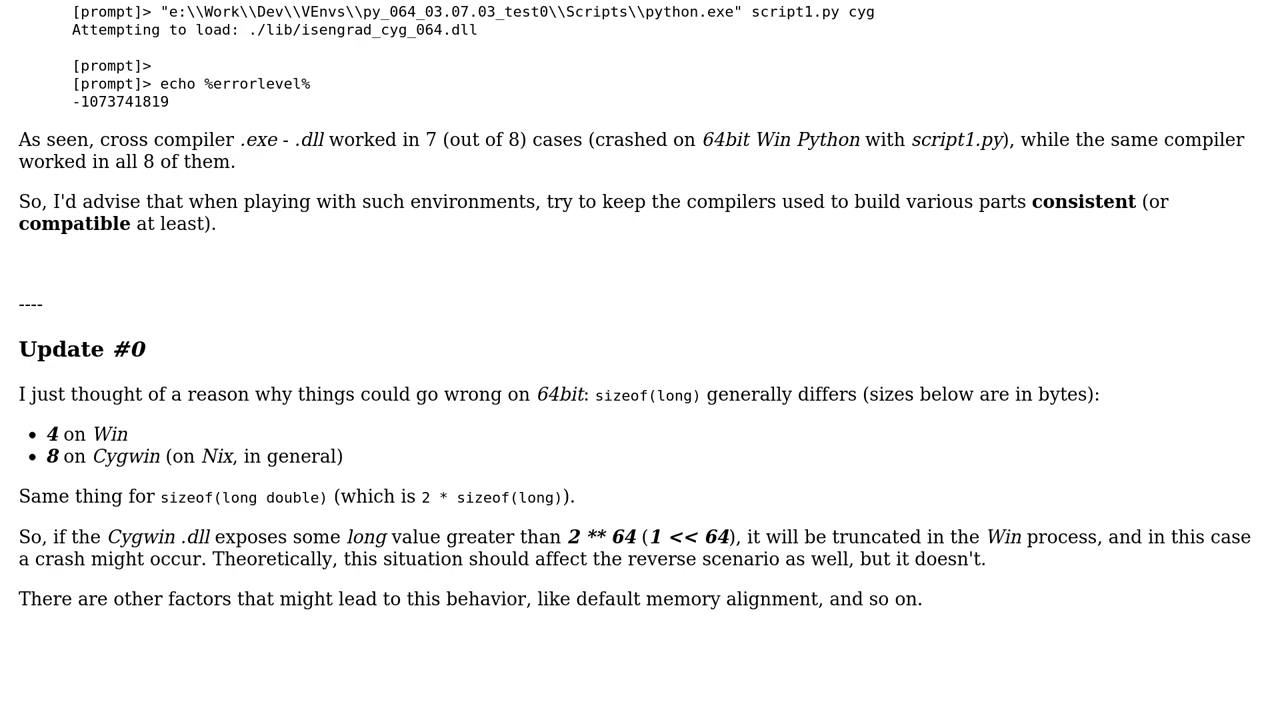 [prompt]> "e:\\Work\\Dev\\VEnvs\\py_064_03.07.03_test0\\Scripts\\python.exe" script1.py cyg
Attempting to load: ./lib/isengrad_cyg_064.dll
[prompt]>
[prompt]> echo %errorlevel%
-1073741819
As seen, cross compiler .exe - .dll worked in 7 (out of 8) cases (crashed on 64bit Win Python with script1.py), while the same compiler
worked in all 8 of them.
So, I'd advise that when playing with such environments, try to keep the compilers used to build various parts consistent (or
compatible at least).
----
Update #0
I just thought of a reason why things could go wrong on 64bit: sizeof(long) generally differs (sizes below are in bytes):
• 4 on Win
• 8 on Cygwin (on Nix, in general)
Same thing for sizeof(long double) (which is 2 * sizeof(long)).
So, if the Cygwin .dll exposes some long value greater than 2 ** 64 (1 << 64), it will be truncated in the Win process, and in this case
a crash might occur. Theoretically, this situation should affect the reverse scenario as well, but it doesn't.
There are other factors that might lead to this behavior, like default memory alignment, and so on.